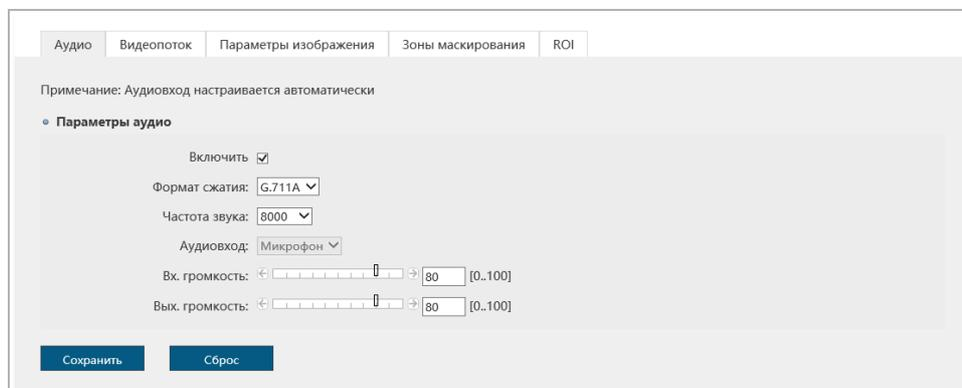 Аудио Видеопоток Параметры изображения Зоны маскирования ROI
Примечание: Аудиовход настраивается автоматически
Параметры аудио
Включить
Формат сжатия: G.711A
Частота звука: 8000
Аудиовход: Микрофон
Вх. громкость: 80 [0..100]
Вых. громкость: 80 [0..100]
Сохранить Сброс